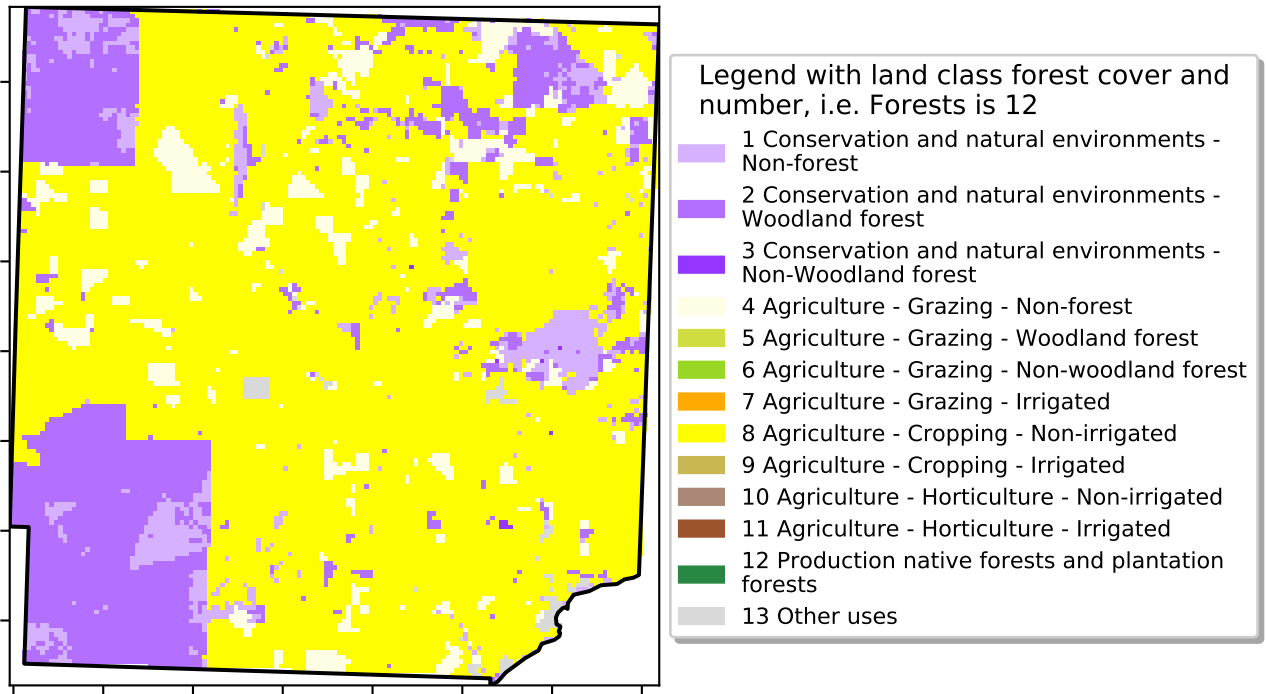 Legend with land class forest cover and
number, i.e. Forests is 12
1 Conservation and natural environments -
Non-forest
2 Conservation and natural environments -
Woodland forest
3 Conservation and natural environments -
Non-Woodland forest
4 Agriculture - Grazing - Non-forest
5 Agriculture - Grazing - Woodland forest
6 Agriculture - Grazing - Non-woodland forest
7 Agriculture - Grazing - Irrigated
8 Agriculture - Cropping - Non-irrigated
9 Agriculture - Cropping - Irrigated
10 Agriculture - Horticulture - Non-irrigated
11 Agriculture - Horticulture - Irrigated
12 Production native forests and plantation
forests
13 Other uses